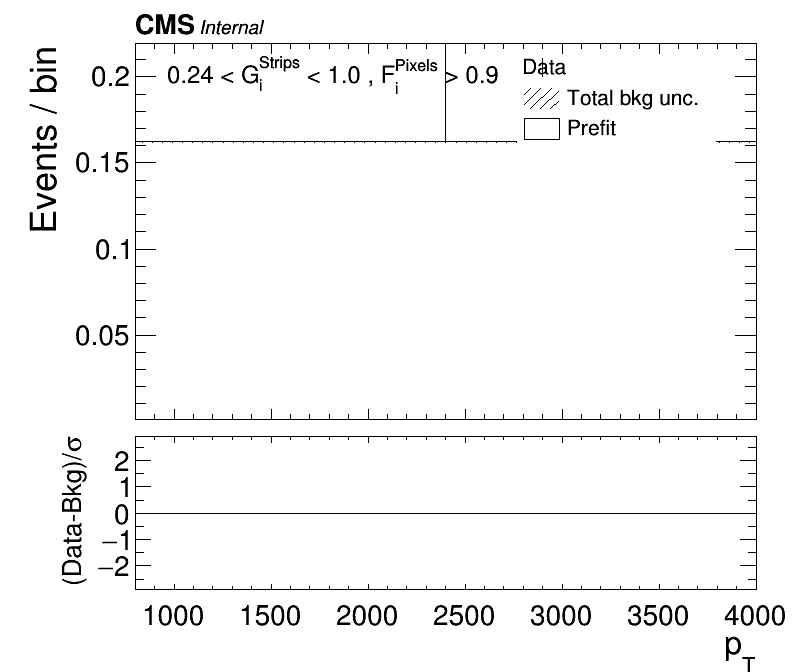 CMS Internal
Events / bin
0.24 < G_i^Strips < 1.0 , F_i^Pixels > 0.9
Data
Total bkg unc.
Prefit
0.2
0.15
0.1
0.05
(Data-Bkg)/σ
2
1
0
−1
−2
1000 1500 2000 2500 3000 3500 4000
p_T